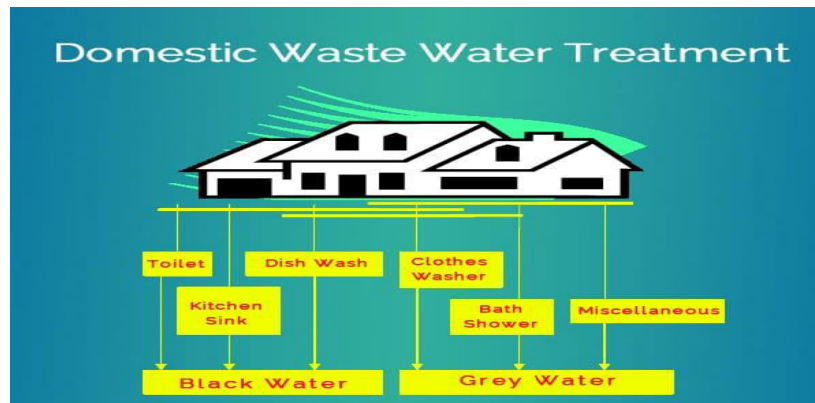 Domestic Waste Water Treatment
Toilet
Dish Wash
Clothes
Washer
Kitchen
Sink
Bath
Shower
Miscellaneous
Black Water
Grey Water